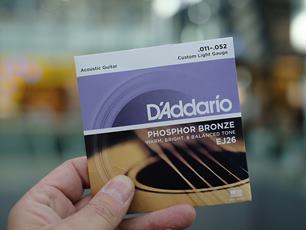 .011–.052
Acoustic Guitar
Custom Light Gauge
D'Addario
PHOSPHOR BRONZE
WARM, BRIGHT, & BALANCED TONE
EJ26